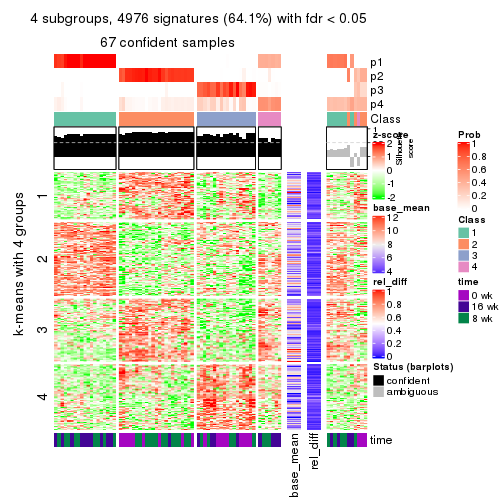 4 subgroups, 4976 signatures (64.1%) with fdr < 0.05
67 confident samples
p1
p2
p3
p4
Class
1
Silhouette
score
k-means with 4 groups
1
2
3
4
base_mean
rel_diff
time
z-score
2
1
0
-1
-2
base_mean
12
10
8
6
4
rel_diff
1
0.8
0.6
0.4
0.2
0
Status (barplots)
confident
ambiguous
Prob
1
0.8
0.6
0.4
0.2
0
Class
1
2
3
4
time
0 wk
16 wk
8 wk